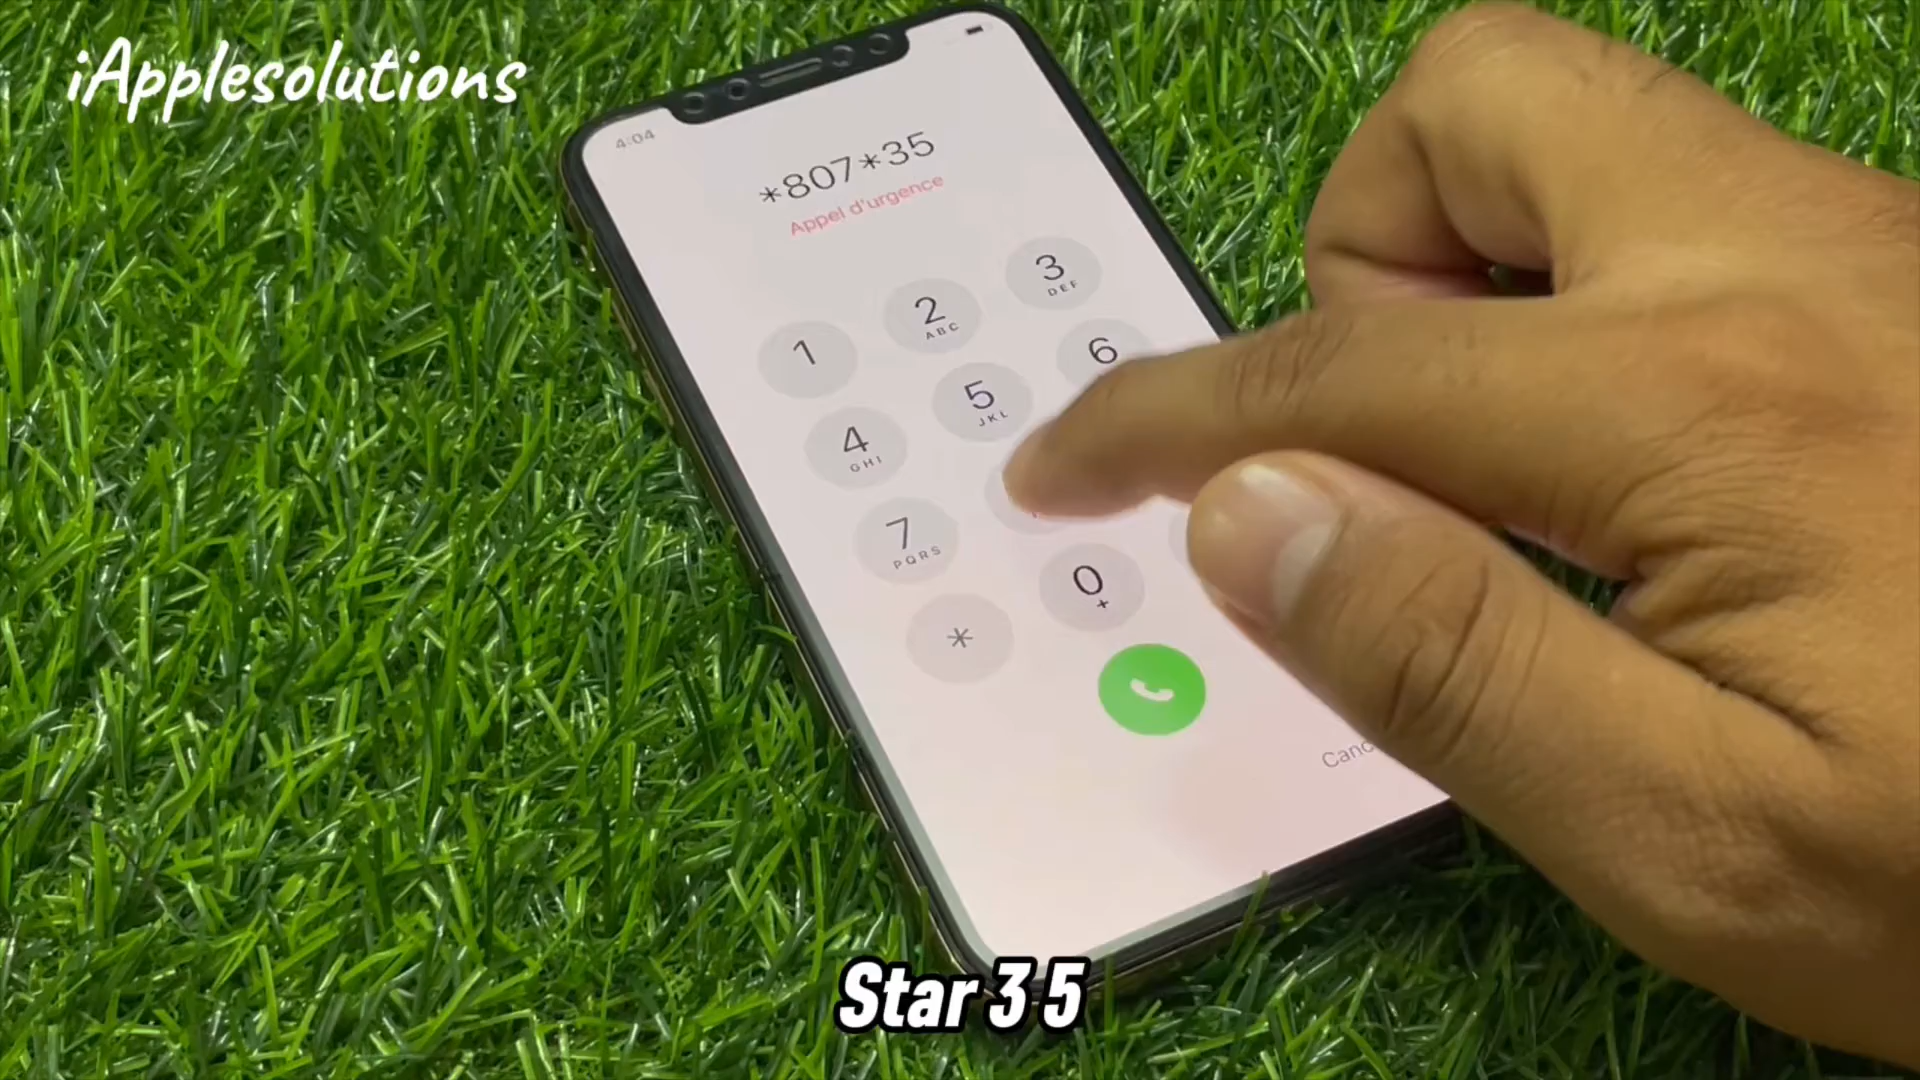 iApplesolutions
4:04
*807*35
Appel d'urgence
1
2
ABC
3
DEF
4
GHI
5
JKL
6
7
PQRS
*
0
+
Star 3 5